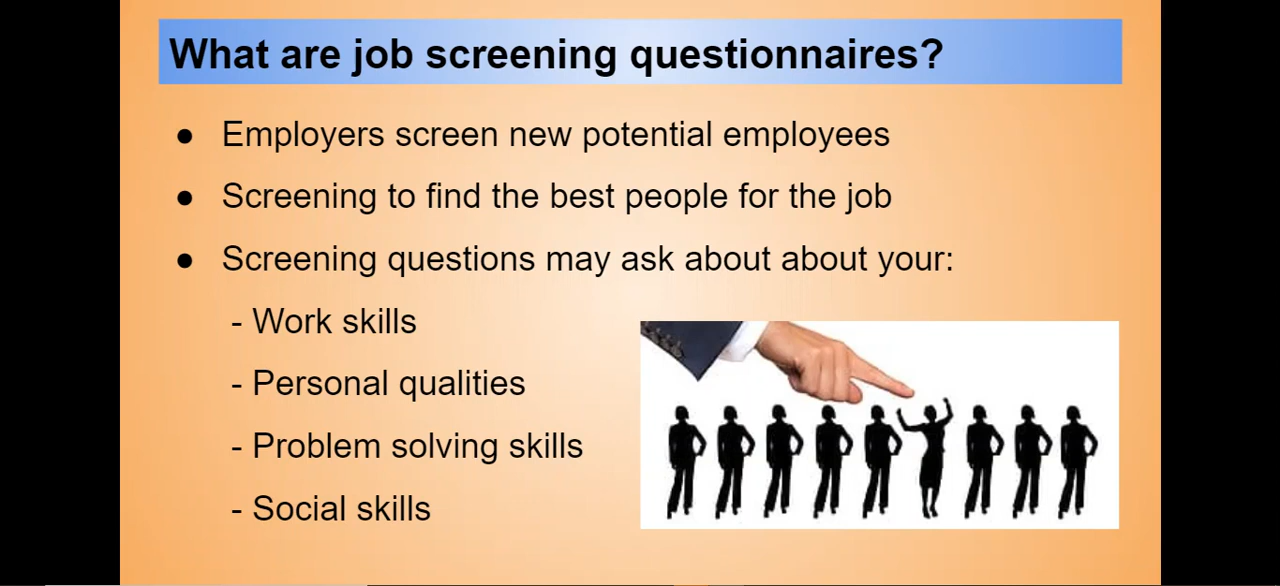 What are job screening questionnaires?
● Employers screen new potential employees
● Screening to find the best people for the job
● Screening questions may ask about about your:
- Work skills
- Personal qualities
- Problem solving skills
- Social skills